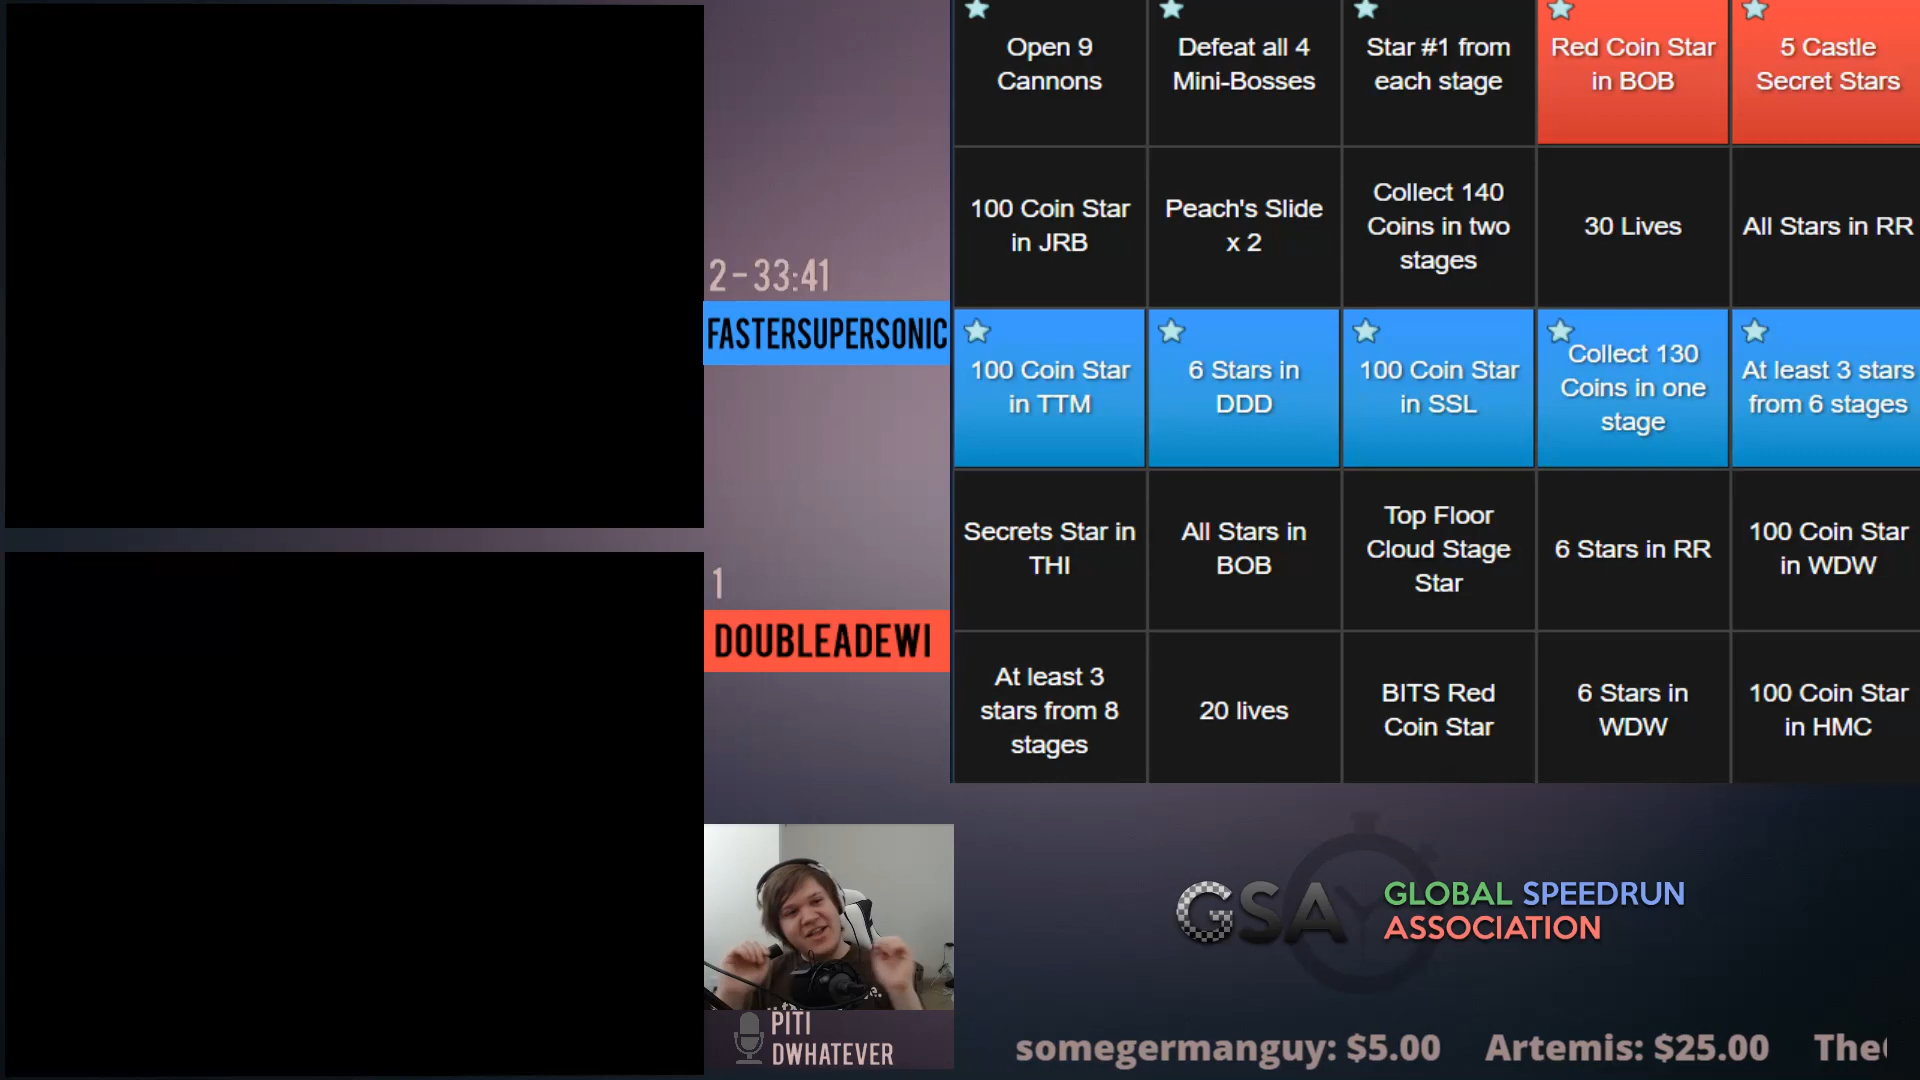 Open 9
Cannons
Defeat all 4
Mini-Bosses
Star #1 from
each stage
Red Coin Star
in BOB
5 Castle
Secret Stars
100 Coin Star
in JRB
Peach's Slide
x 2
Collect 140
Coins in two
stages
30 Lives
All Stars in RR
2-33:41
FASTERSUPERSONIC
100 Coin Star
in TTM
6 Stars in
DDD
100 Coin Star
in SSL
Collect 130
Coins in one
stage
At least 3 stars
from 6 stages
Secrets Star in
THI
All Stars in
BOB
Top Floor
Cloud Stage
Star
6 Stars in RR
100 Coin Star
in WDW
1
DOUBLEADEWI
At least 3
stars from 8
stages
20 lives
BITS Red
Coin Star
6 Stars in
WDW
100 Coin Star
in HMC
GSA
GLOBAL SPEEDRUN
ASSOCIATION
PITI
DWHATEVER
somegermanguy: $5.00 Artemis: $25.00